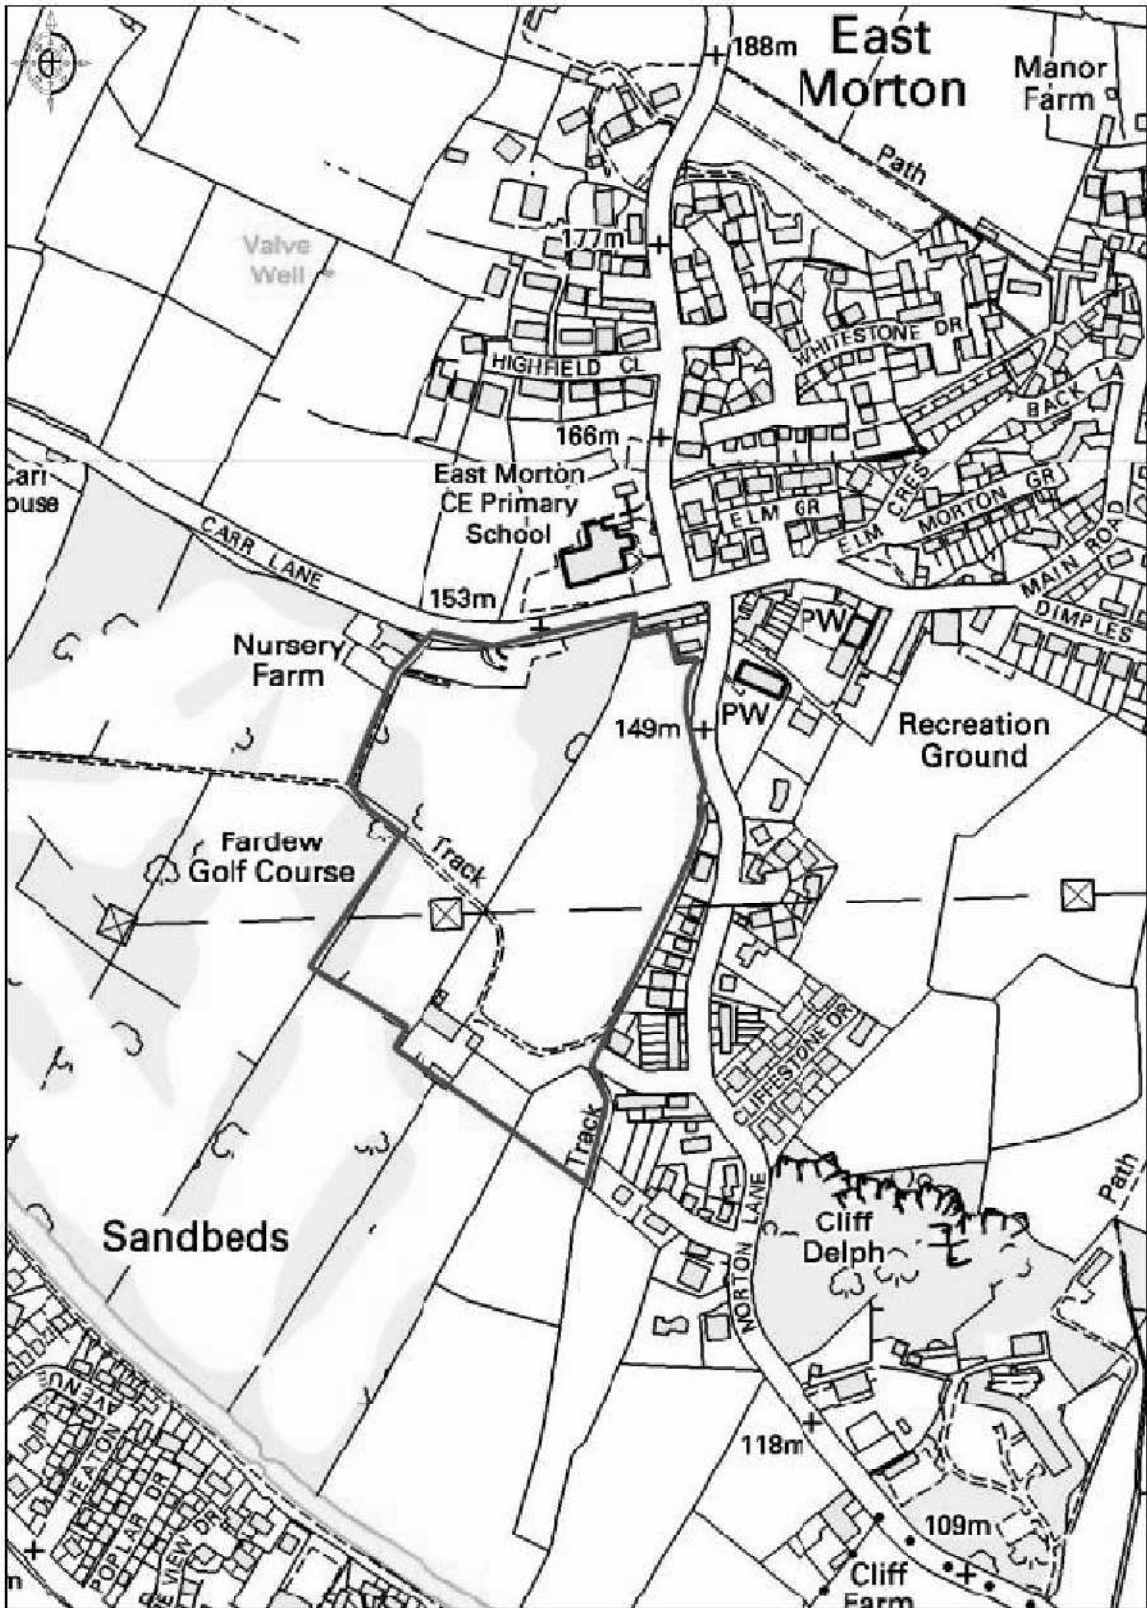 East
Morton
188m
Manor
Farm
Path
177m
Valve
Well
WHITESTONE DR
HIGHFIELD CL
BACK LA
166m
East Morton
CE Primary
School
ELM GR
ELM CRES
MORTON GR
MAIN ROAD
DIMPLES
CARR LANE
153m
PW
Nursery
Farm
149m
PW
Recreation
Ground
Fardew
Golf Course
Track
CLIFFESTONE DR
Track
Path
Sandbeds
Cliff
Delph
NORTON LANE
118m
HEATON
POPLAR DR
VIEW DR
109m
Cliff
Farm